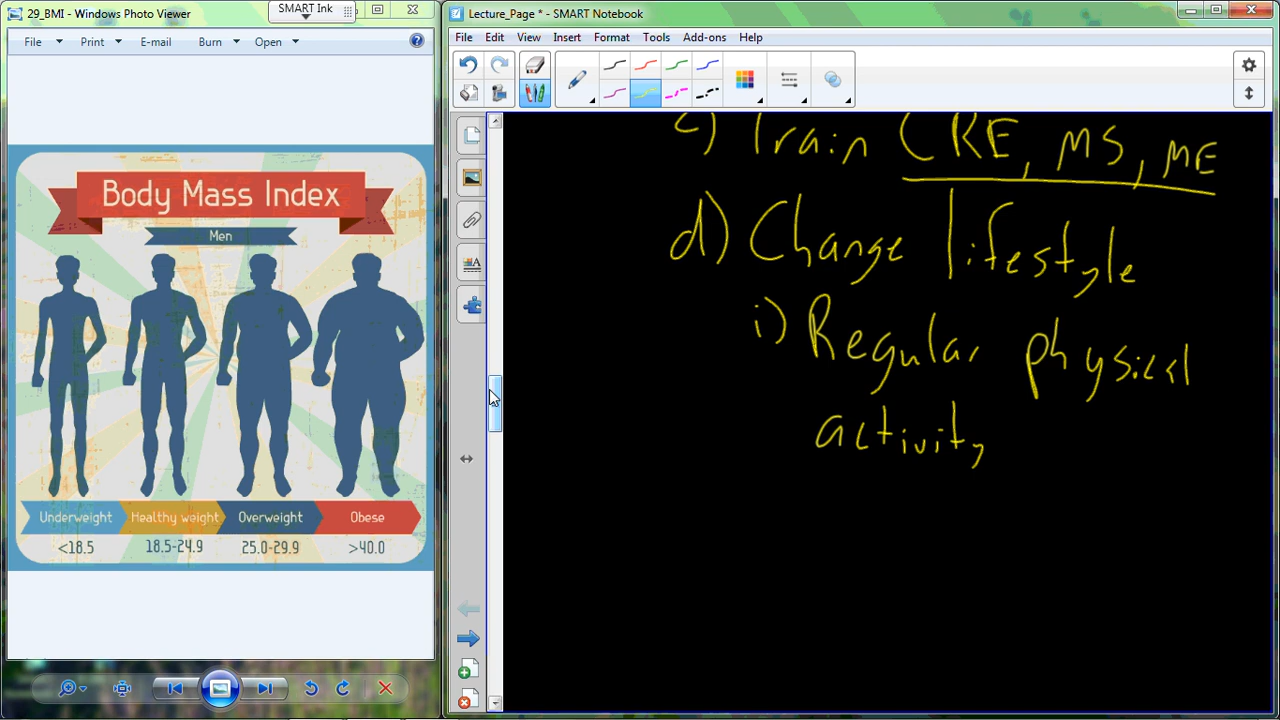 29_BMI - Windows Photo Viewer
SMART Ink
File Print E-mail Burn Open
Body Mass Index
Men
Underweight Healthy weight Overweight Obese
<18.5 18.5-24.9 25.0-29.9 >40.0
Lecture_Page * - SMART Notebook
File Edit View Insert Format Tools Add-ons Help
c) Train CRE, MS, ME
d) Change lifestyle
i) Regular physical
activity